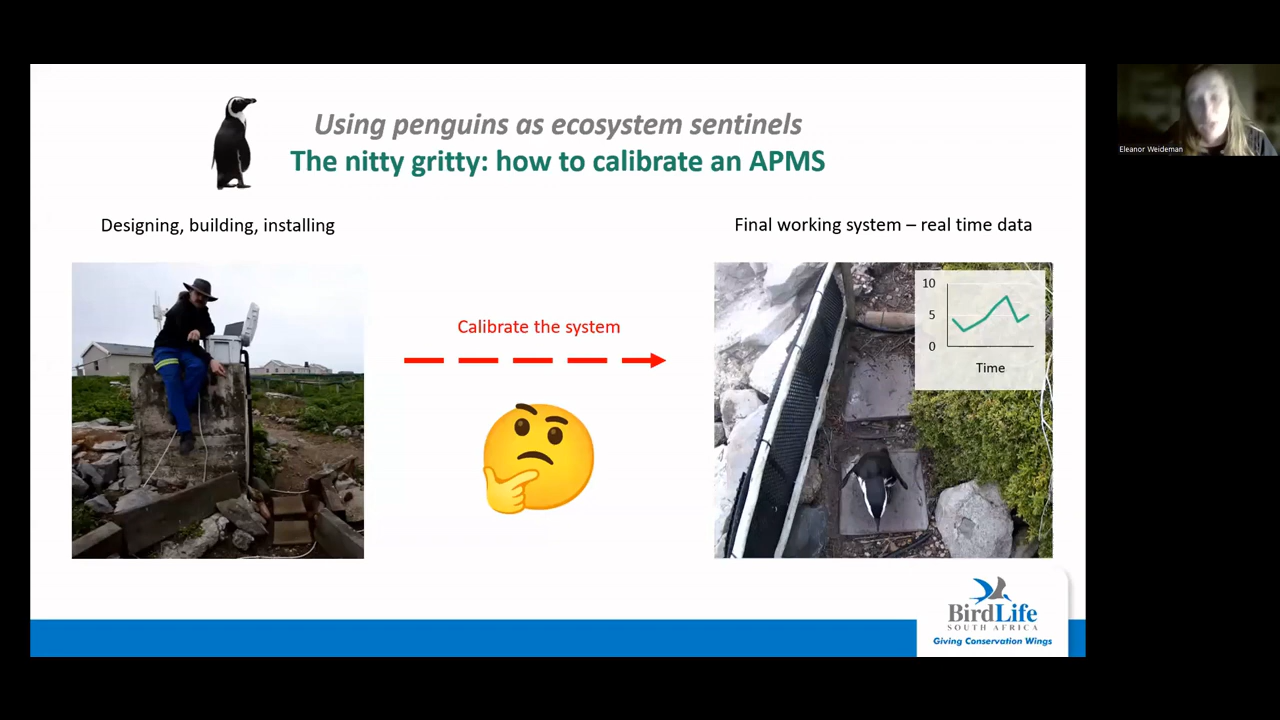 Using penguins as ecosystem sentinels
The nitty gritty: how to calibrate an APMS
Designing, building, installing
Calibrate the system
Final working system – real time data
10
5
0
Time
BirdLife
SOUTH AFRICA
Giving Conservation Wings
Eleanor Weideman